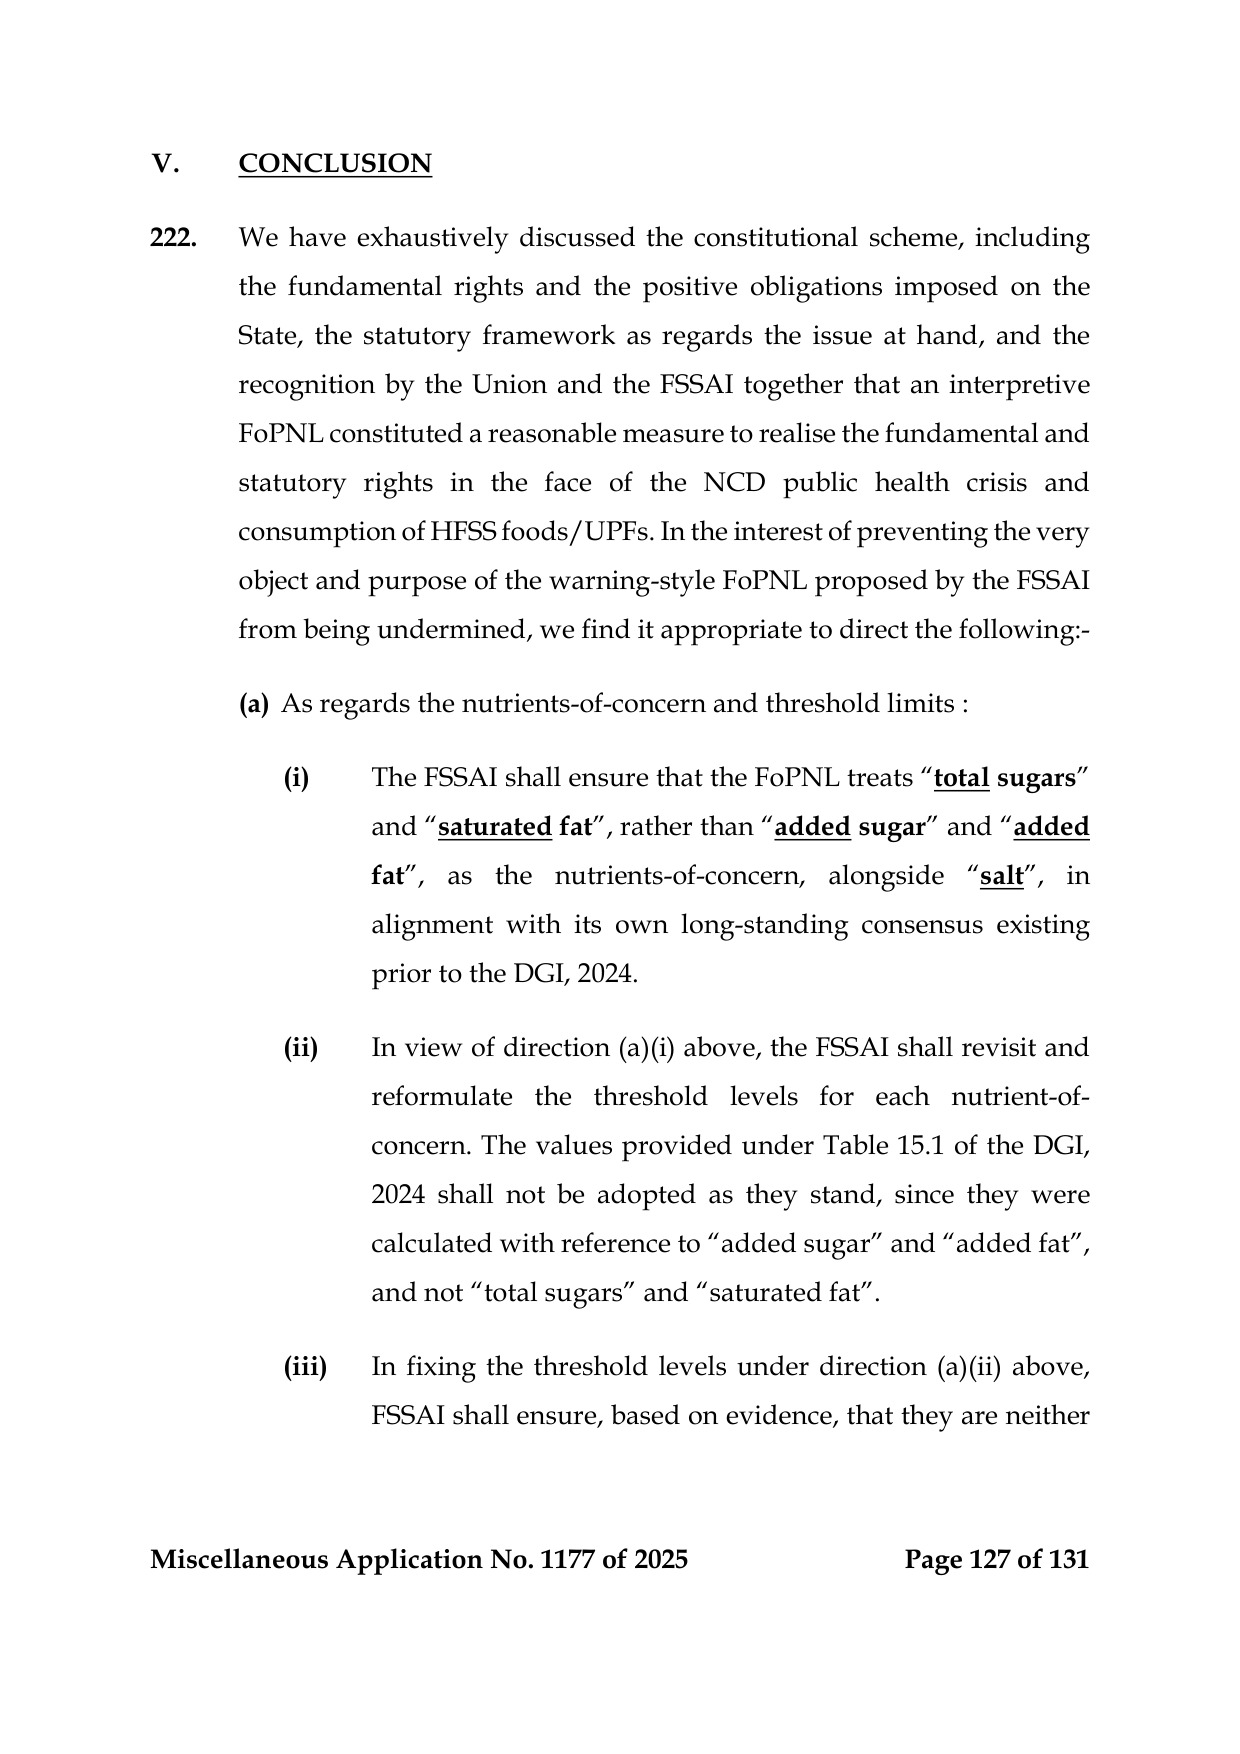 V. CONCLUSION
222. We have exhaustively discussed the constitutional scheme, including
the fundamental rights and the positive obligations imposed on the
State, the statutory framework as regards the issue at hand, and the
recognition by the Union and the FSSAI together that an interpretive
FoPNL constituted a reasonable measure to realise the fundamental and
statutory rights in the face of the NCD public health crisis and
consumption of HFSS foods/UPFs. In the interest of preventing the very
object and purpose of the warning-style FoPNL proposed by the FSSAI
from being undermined, we find it appropriate to direct the following:-
(a) As regards the nutrients-of-concern and threshold limits :
(i) The FSSAI shall ensure that the FoPNL treats “total sugars”
and “saturated fat”, rather than “added sugar” and “added
fat”, as the nutrients-of-concern, alongside “salt”, in
alignment with its own long-standing consensus existing
prior to the DGI, 2024.
(ii) In view of direction (a)(i) above, the FSSAI shall revisit and
reformulate the threshold levels for each nutrient-of-
concern. The values provided under Table 15.1 of the DGI,
2024 shall not be adopted as they stand, since they were
calculated with reference to “added sugar” and “added fat”,
and not “total sugars” and “saturated fat”.
(iii) In fixing the threshold levels under direction (a)(ii) above,
FSSAI shall ensure, based on evidence, that they are neither
Miscellaneous Application No. 1177 of 2025 Page 127 of 131